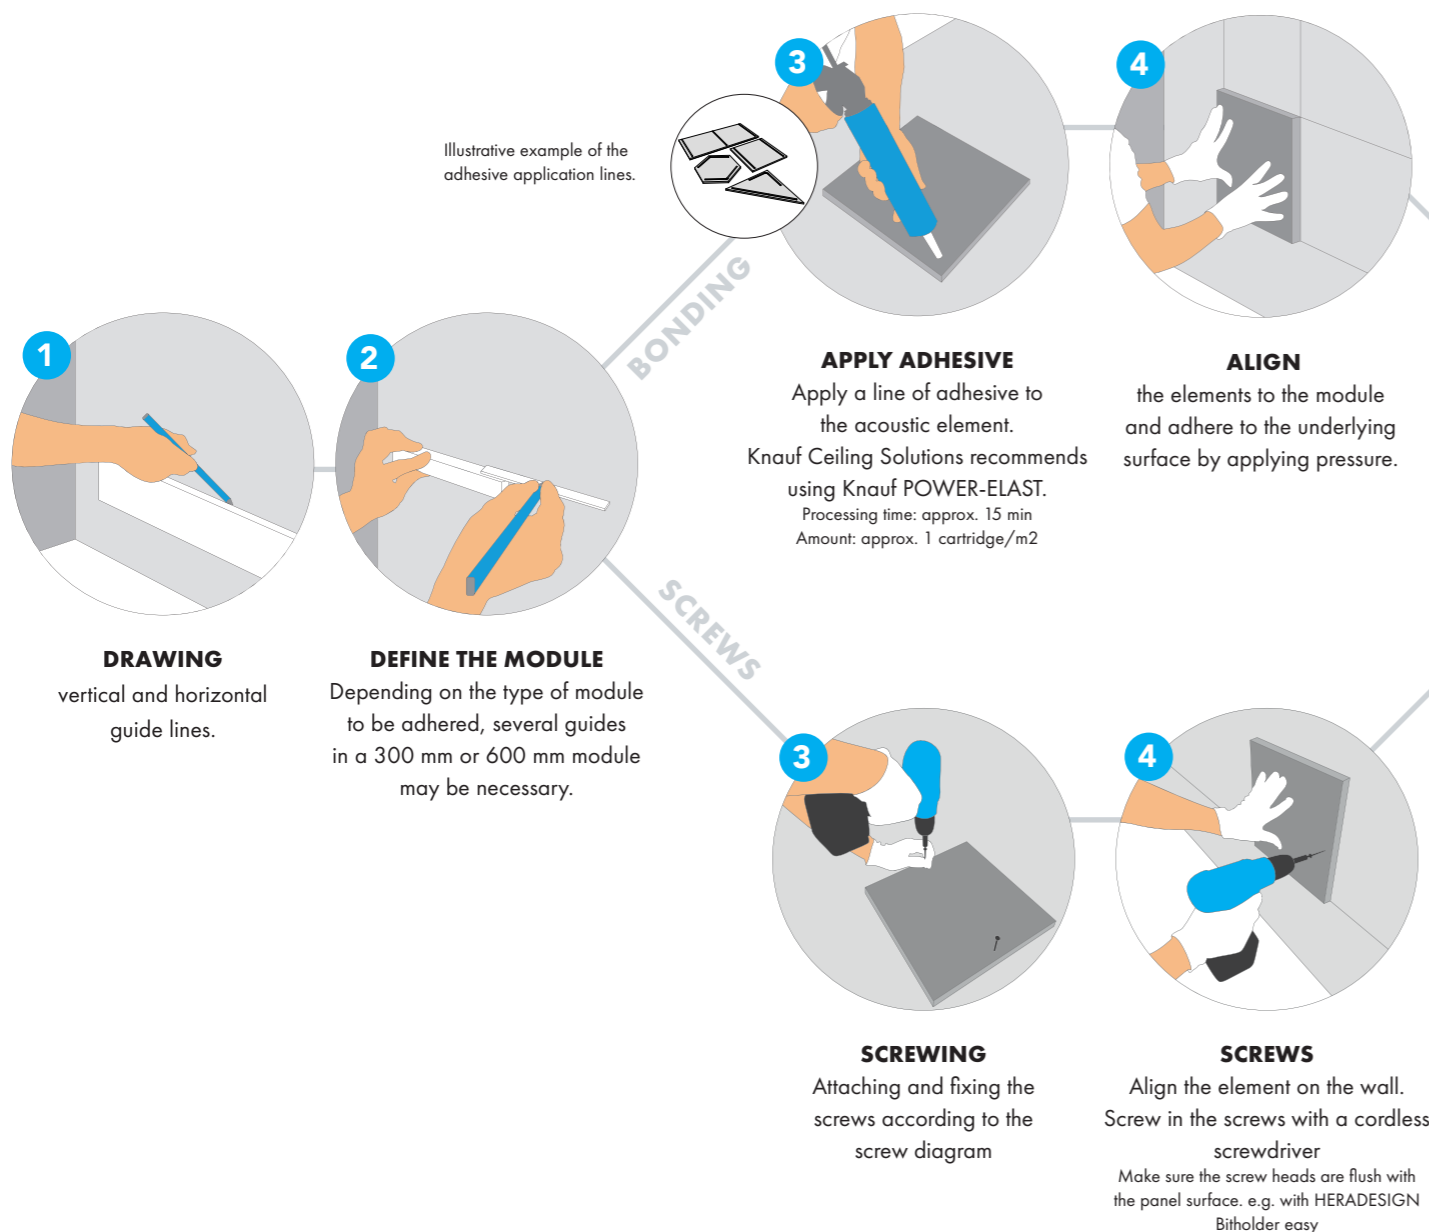 Illustrative example of the
adhesive application lines.
1
DRAWING
vertical and horizontal
guide lines.
2
DEFINE THE MODULE
Depending on the type of module
to be adhered, several guides
in a 300 mm or 600 mm module
may be necessary.
BONDING
3
APPLY ADHESIVE
Apply a line of adhesive to
the acoustic element.
Knauf Ceiling Solutions recommends
using Knauf POWER-ELAST.
Processing time: approx. 15 min
Amount: approx. 1 cartridge/m2
4
ALIGN
the elements to the module
and adhere to the underlying
surface by applying pressure.
SCREWS
3
SCREWING
Attaching and fixing the
screws according to the
screw diagram
4
SCREWS
Align the element on the wall.
Screw in the screws with a cordless
screwdriver
Make sure the screw heads are flush with
the panel surface. e.g. with HERADESIGN
Bitholder easy